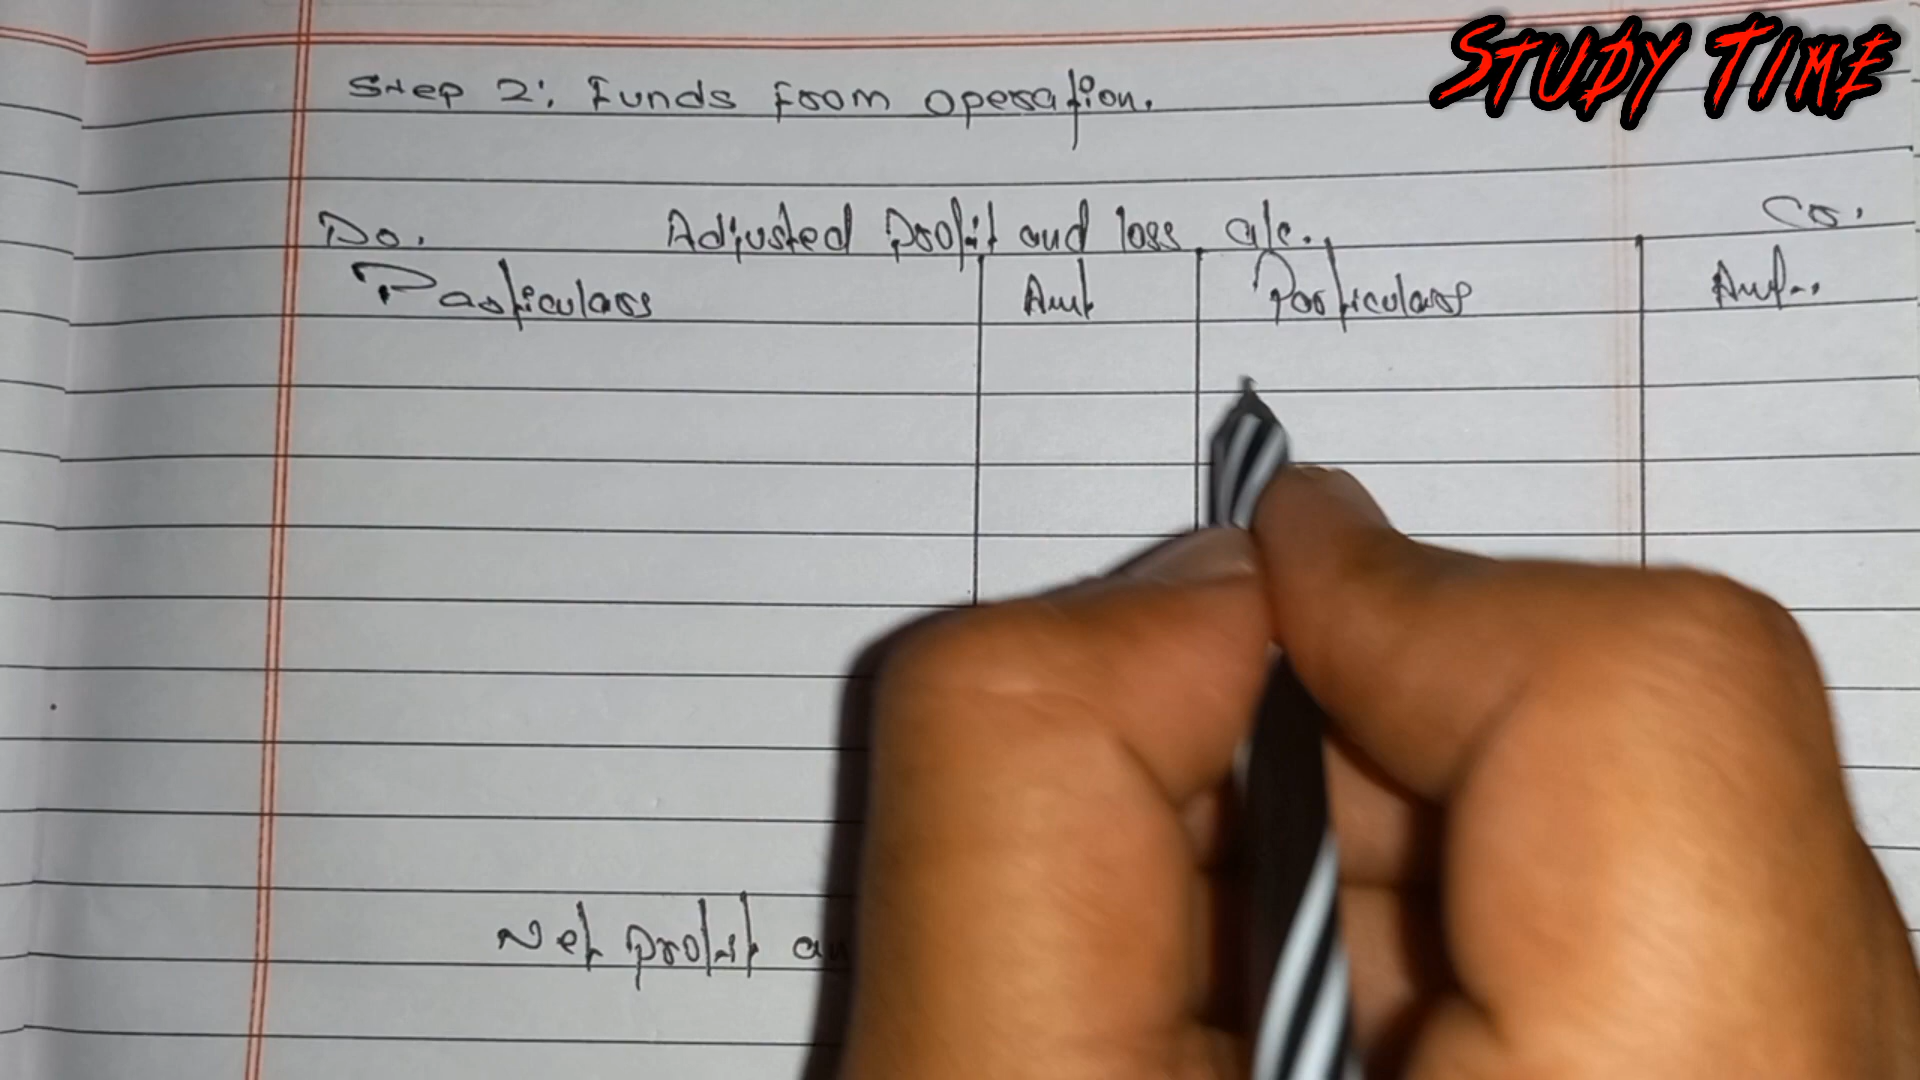 STUDY TIME
Step 2: Funds from operation.
Dr. Adjusted Profit and loss a/c. Cr.
Particulars Amt Particulars Amt..
Net profit